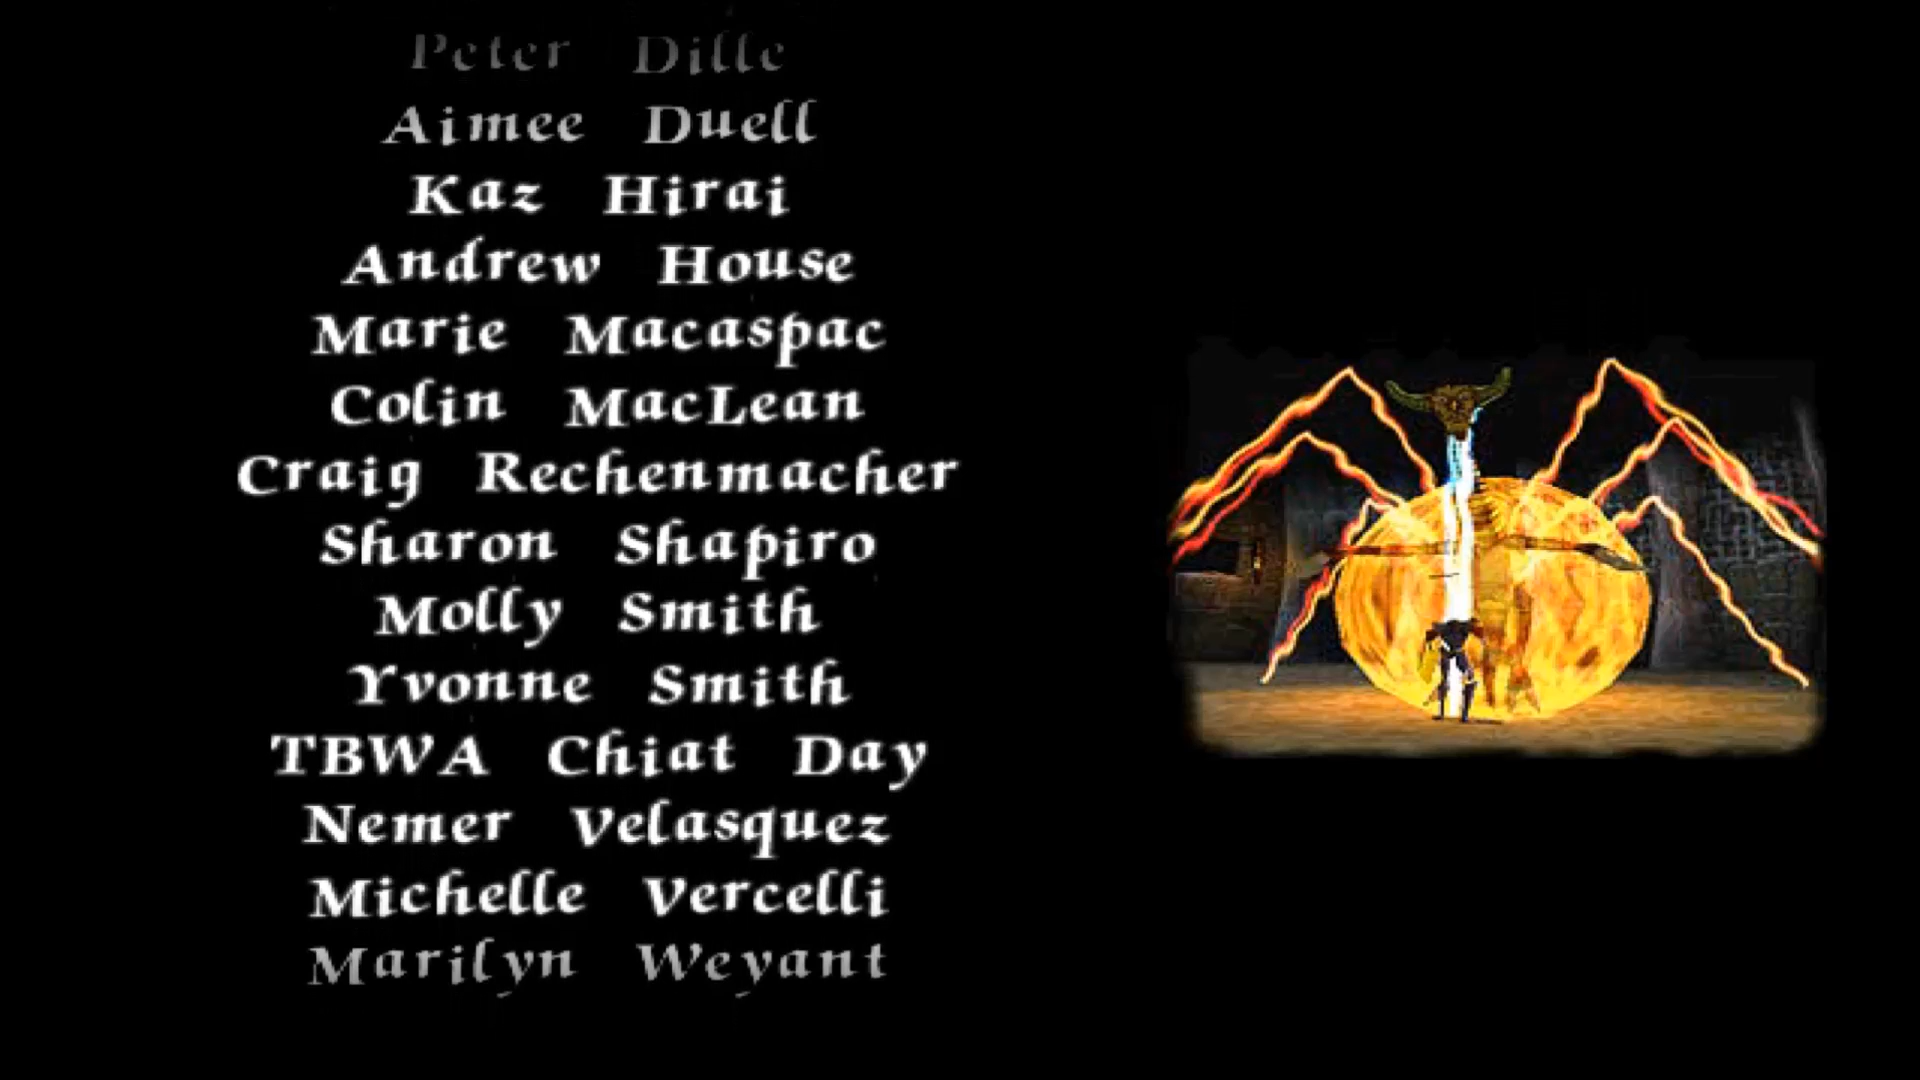 Peter Dille
Aimee Duell
Kaz Hirai
Andrew House
Marie Macaspac
Colin MacLean
Craig Rechenmacher
Sharon Shapiro
Molly Smith
Yvonne Smith
TBWA Chiat Day
Nemer Velasquez
Michelle Vercelli
Marilyn Weyant